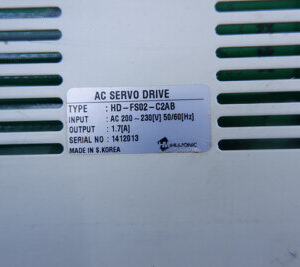 AC SERVO DRIVE
TYPE : HD-FS02-C2AB
INPUT : AC 200 ~ 230[V] 50/60[Hz]
OUTPUT : 1.7[A]
SERIAL NO : 1412013
MADE IN S.KOREA